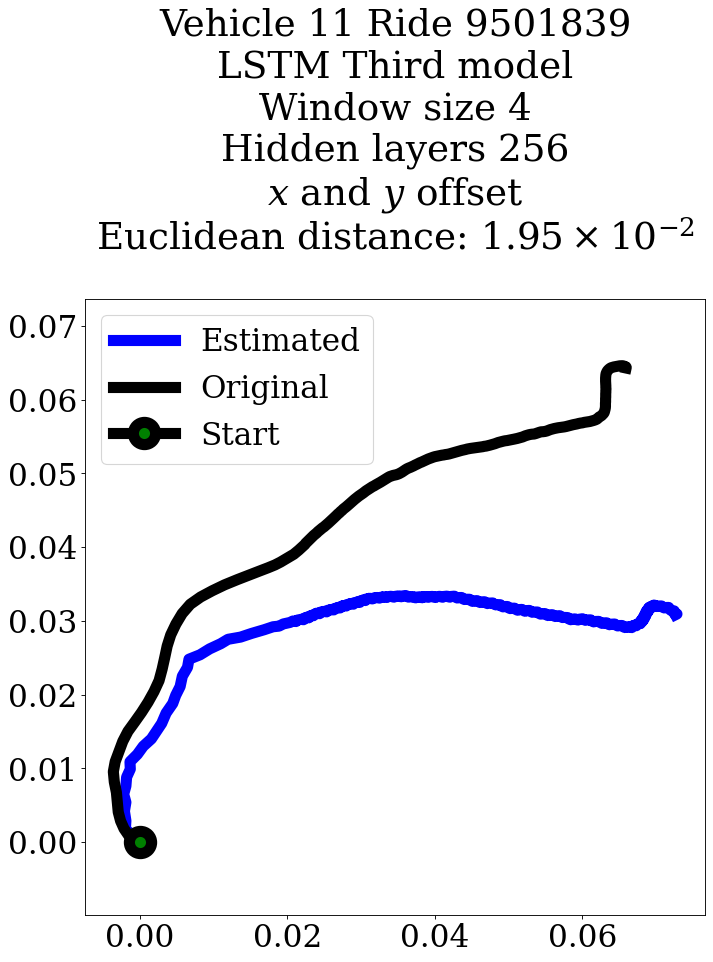 Vehicle 11 Ride 9501839
LSTM Third model
Window size 4
Hidden layers 256
x and y offset
Euclidean distance: 1.95 × 10⁻²
Estimated
Original
Start
0.07
0.06
0.05
0.04
0.03
0.02
0.01
0.00
0.00 0.02 0.04 0.06